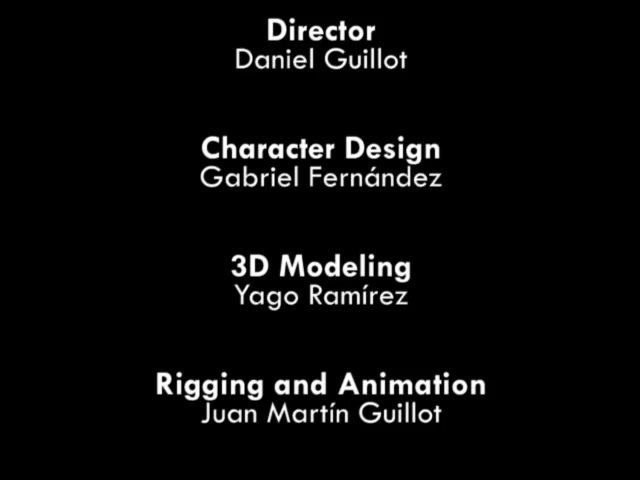 Director
Daniel Guillot
Character Design
Gabriel Fernández
3D Modeling
Yago Ramírez
Rigging and Animation
Juan Martín Guillot